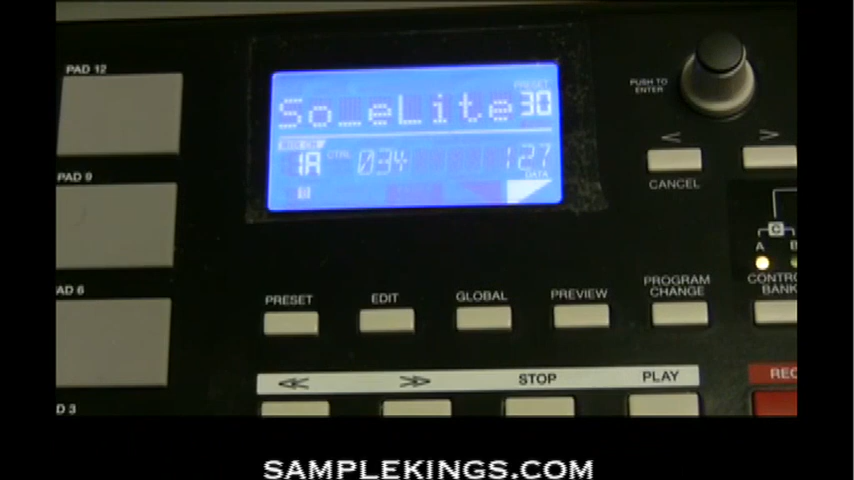 PAD 12
PAD 9
PAD 6
D 3
PRESET
So_eLite 30
1A CTRL 034 127
DATA
PUSH TO
ENTER
< >
CANCEL
C
A B
PRESET EDIT GLOBAL PREVIEW PROGRAM
CHANGE
CONTRO
BANK
<< >> STOP PLAY REC
SAMPLEKINGS.COM